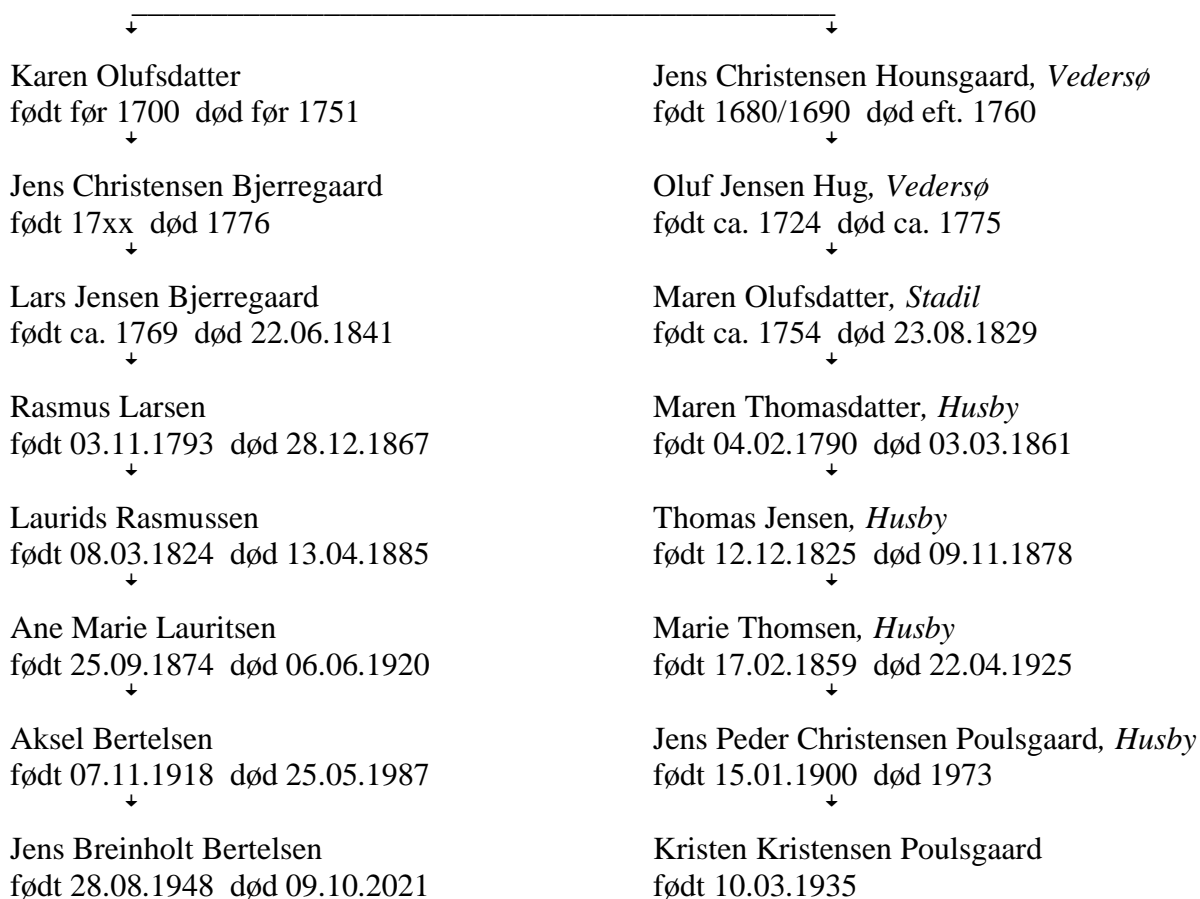 Karen Olufsdatter
født før 1700  død før 1751
Jens Christensen Bjerregaard
født 17xx  død 1776
Lars Jensen Bjerregaard
født ca. 1769  død 22.06.1841
Rasmus Larsen
født 03.11.1793  død 28.12.1867
Laurids Rasmussen
født 08.03.1824  død 13.04.1885
Ane Marie Lauritsen
født 25.09.1874  død 06.06.1920
Aksel Bertelsen
født 07.11.1918  død 25.05.1987
Jens Breinholt Bertelsen
født 28.08.1948  død 09.10.2021
Jens Christensen Hounsgaard, Vedersø
født 1680/1690  død eft. 1760
Oluf Jensen Hug, Vedersø
født ca. 1724  død ca. 1775
Maren Olufsdatter, Stadil
født ca. 1754  død 23.08.1829
Maren Thomasdatter, Husby
født 04.02.1790  død 03.03.1861
Thomas Jensen, Husby
født 12.12.1825  død 09.11.1878
Marie Thomsen, Husby
født 17.02.1859  død 22.04.1925
Jens Peder Christensen Poulsgaard, Husby
født 15.01.1900  død 1973
Kristen Kristensen Poulsgaard
født 10.03.1935